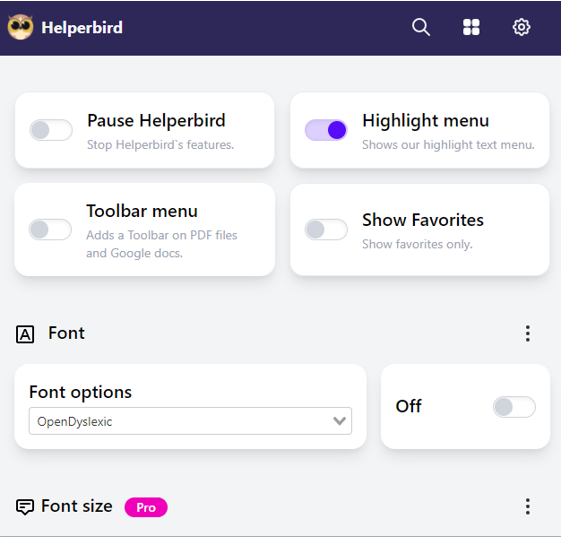 Helperbird
Pause Helperbird
Stop Helperbird`s features.
Highlight menu
Shows our highlight text menu.
Toolbar menu
Adds a Toolbar on PDF files
and Google docs.
Show Favorites
Show favorites only.
A Font
Font options
OpenDyslexic
Off
Font size Pro